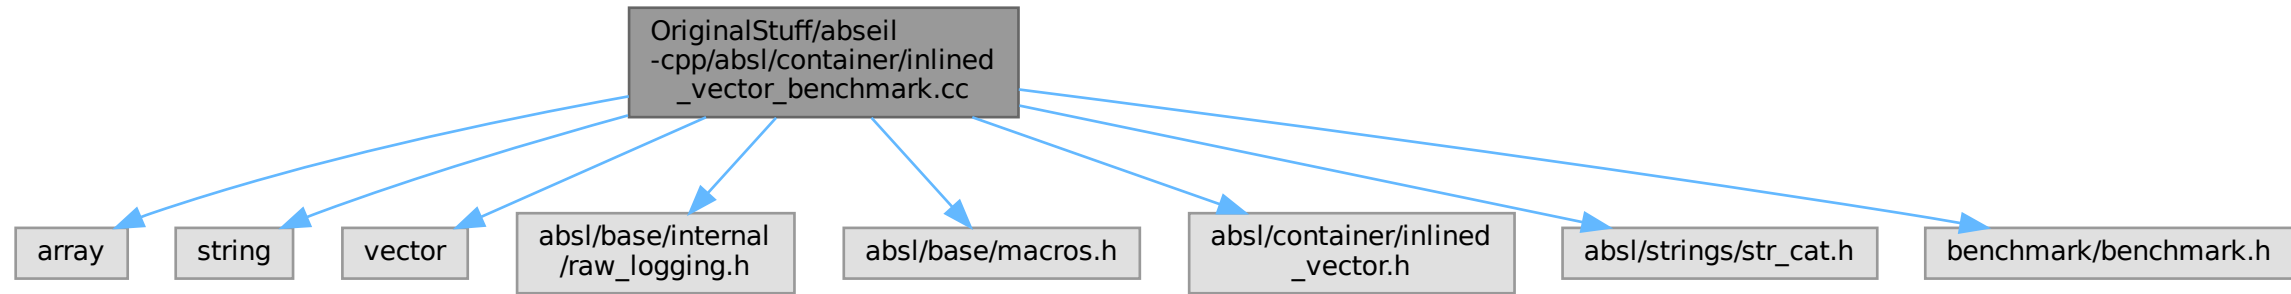 OriginalStuff/abseil
-cpp/absl/container/inlined
_vector_benchmark.cc
array
string
vector
absl/base/internal
/raw_logging.h
absl/base/macros.h
absl/container/inlined
_vector.h
absl/strings/str_cat.h
benchmark/benchmark.h